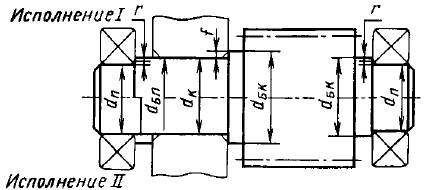 Исполнение I
r
f
r
dп
dбп
dк
dбк
dбк
dп
Исполнение II